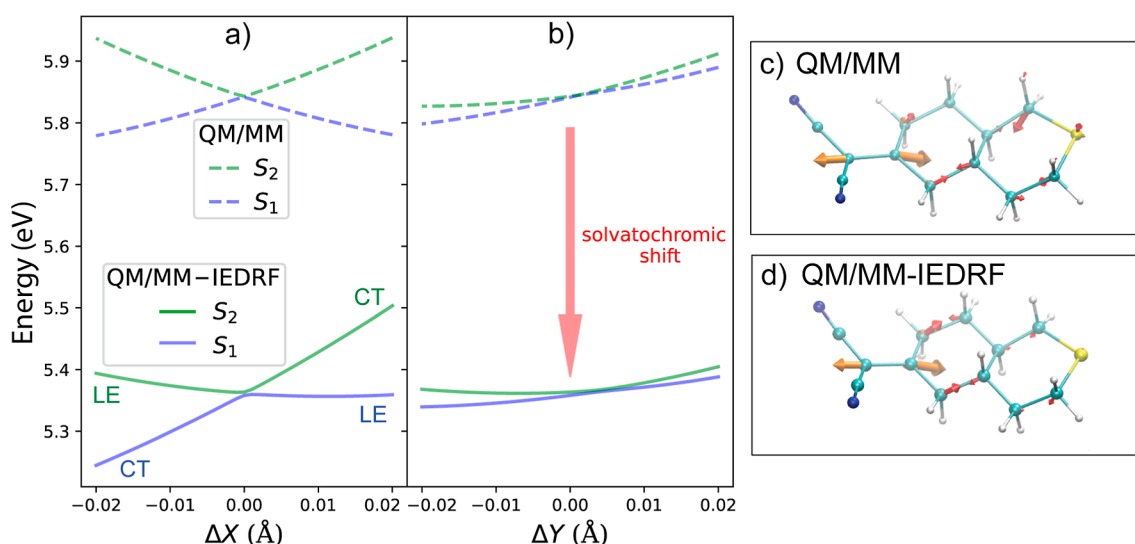 a)
b)
c) QM/MM
d) QM/MM-IEDRF
Energy (eV)
5.9
5.8
5.7
5.6
5.5
5.4
5.3
QM/MM
S2
S1
QM/MM−IEDRF
S2
S1
CT
LE
LE
CT
solvatochromic
shift
−0.02 −0.01 0.00 0.01 0.02
ΔX (Å)
−0.02 −0.01 0.00 0.01 0.02
ΔY (Å)